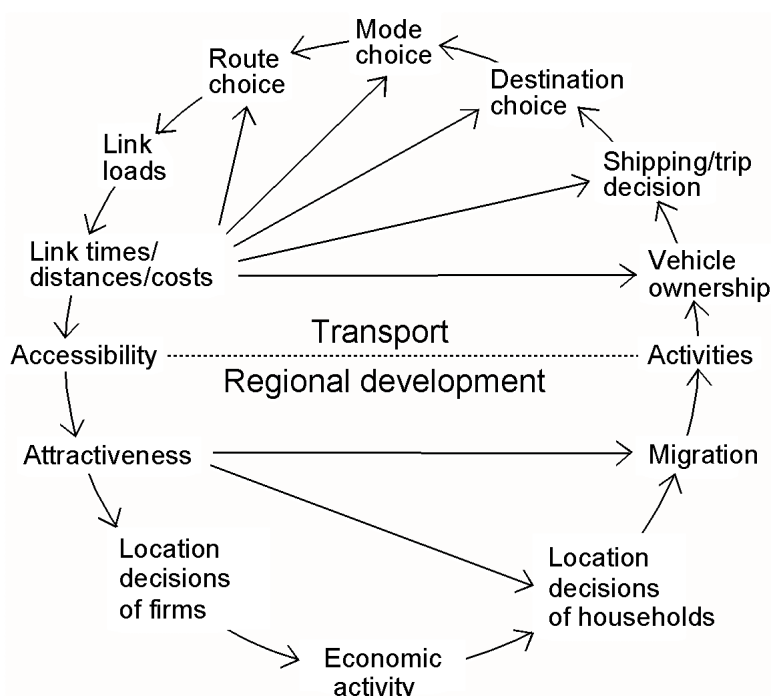 Mode
choice
Route
choice
Destination
choice
Link
loads
Shipping/trip
decision
Link times/
distances/costs
Vehicle
ownership
Transport
Accessibility
Activities
Regional development
Attractiveness
Migration
Location
decisions
of firms
Location
decisions
of households
Economic
activity